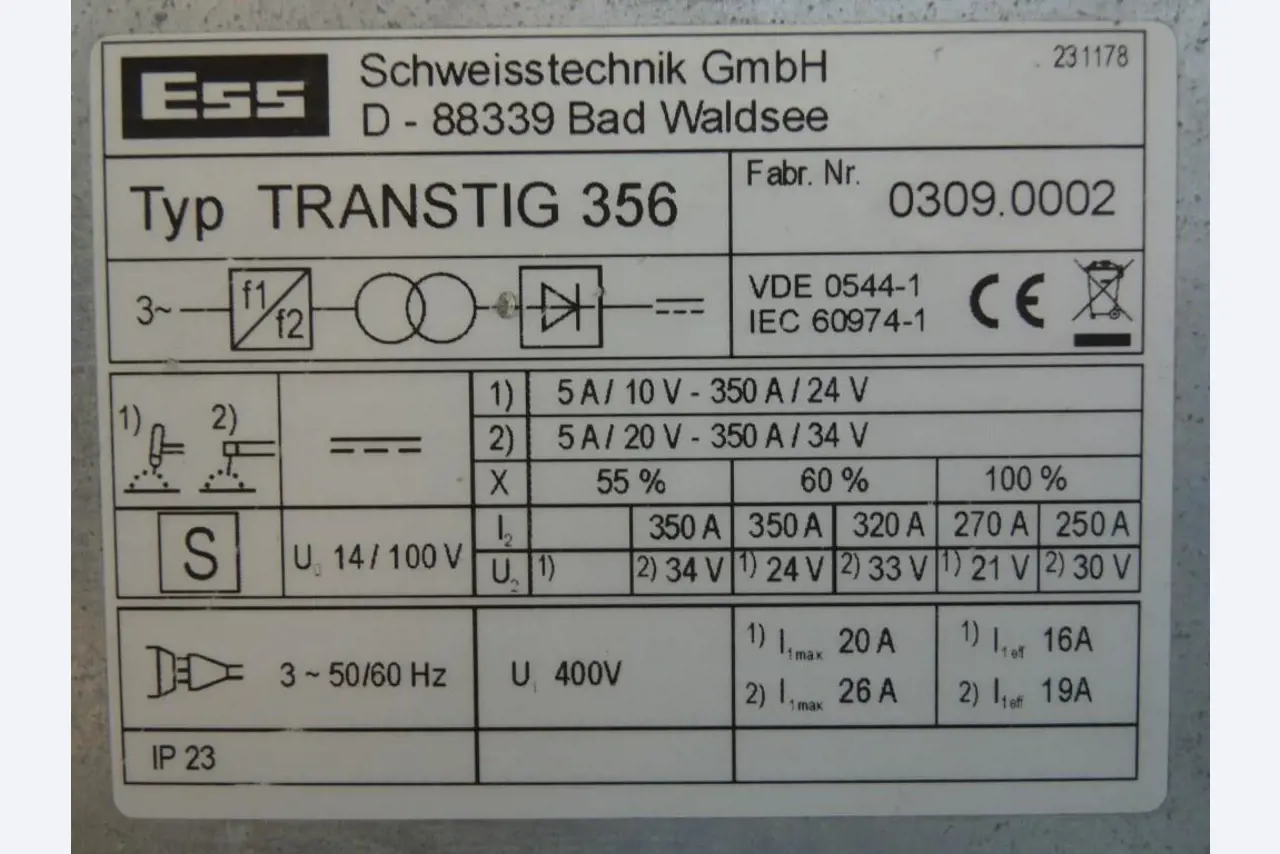 Ess
Schweisstechnik GmbH
D - 88339 Bad Waldsee
231178
Typ TRANSTIG 356
Fabr. Nr. 0309.0002
3~ f1/f2
VDE 0544-1
IEC 60974-1
CE
1) 2)
1) 5 A / 10 V - 350 A / 24 V
2) 5 A / 20 V - 350 A / 34 V
X 55 % 60 % 100 %
S
U₀ 14 / 100 V
I₂ 350 A 350 A 320 A 270 A 250 A
U₂ 1) 2) 34 V 1) 24 V 2) 33 V 1) 21 V 2) 30 V
3 ~ 50/60 Hz
U₁ 400V
1) I₁max 20 A
2) I₁max 26 A
1) I₁eff 16A
2) I₁eff 19A
IP 23